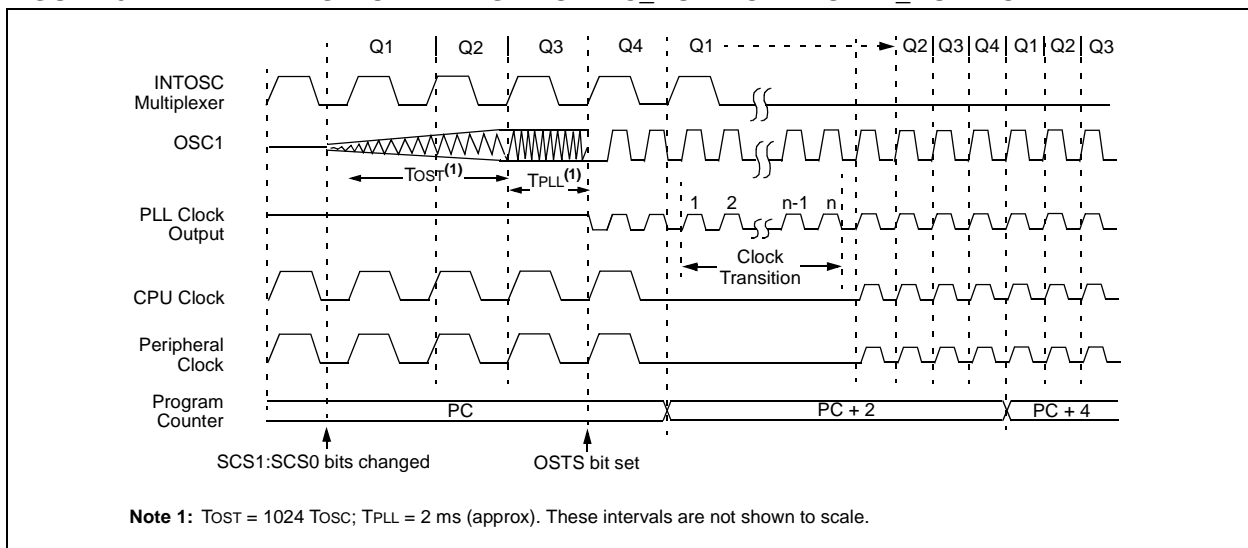 Q1 Q2 Q3 Q4 Q1 Q2 Q3 Q4 Q1 Q2 Q3
INTOSC
Multiplexer
OSC1
TOST(1)
TPLL(1)
PLL Clock
Output
1 2 n-1 n
Clock
Transition
CPU Clock
Peripheral
Clock
Program
Counter
PC PC + 2 PC + 4
SCS1:SCS0 bits changed
OSTS bit set
Note 1: TOST = 1024 TOSC; TPLL = 2 ms (approx). These intervals are not shown to scale.